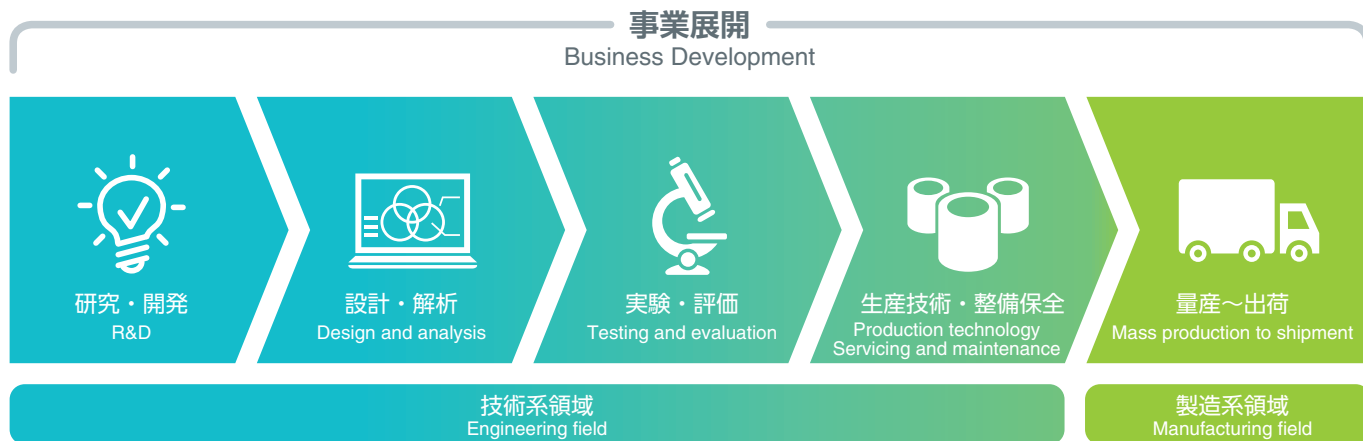 事業展開
Business Development
研究・開発
R&D
設計・解析
Design and analysis
実験・評価
Testing and evaluation
生産技術・整備保全
Production technology
Servicing and maintenance
量産〜出荷
Mass production to shipment
技術系領域
Engineering field
製造系領域
Manufacturing field